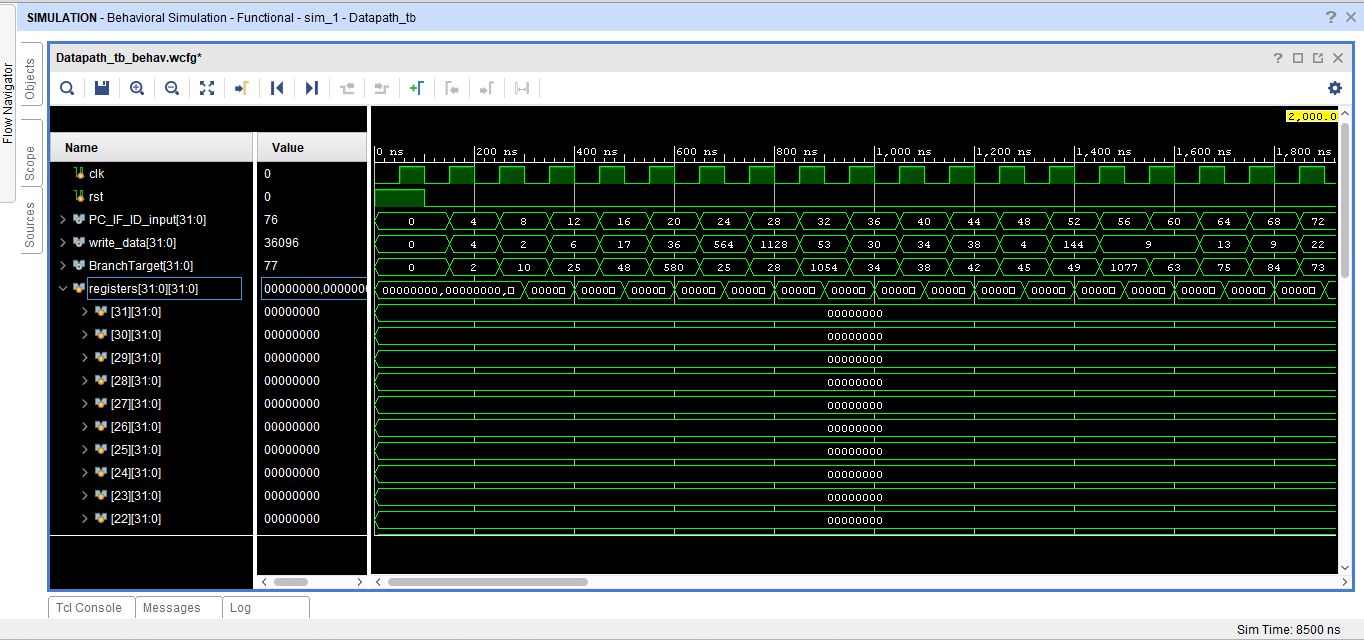 SIMULATION - Behavioral Simulation - Functional - sim_1 - Datapath_tb
Flow Navigator
Objects
Scope
Sources
Datapath_tb_behav.wcfg*
2,000.0
Name Value
0 ns 200 ns 400 ns 600 ns 800 ns 1,000 ns 1,200 ns 1,400 ns 1,600 ns 1,800 ns
clk 0
rst 0
PC_IF_ID_input[31:0] 76 0 4 8 12 16 20 24 28 32 36 40 44 48 52 56 60 64 68 72
write_data[31:0] 36096 0 4 2 6 17 36 564 1128 53 30 34 38 4 144 0 9 13 9 22
BranchTarget[31:0] 77 0 2 10 25 48 580 25 28 1054 34 38 42 45 49 1077 63 75 84 73
registers[31:0][31:0] 00000000,0000000 00000000,00000000,□ 0000□ 0000□ 0000□ 0000□ 0000□ 0000□ 0000□ 0000□ 0000□ 0000□ 0000□ 0000□ 0000□ 0000□ 0000□ 0000□
[31][31:0] 00000000 00000000
[30][31:0] 00000000 00000000
[29][31:0] 00000000 00000000
[28][31:0] 00000000 00000000
[27][31:0] 00000000 00000000
[26][31:0] 00000000 00000000
[25][31:0] 00000000 00000000
[24][31:0] 00000000 00000000
[23][31:0] 00000000 00000000
[22][31:0] 00000000 00000000
Tcl Console Messages Log
Sim Time: 8500 ns